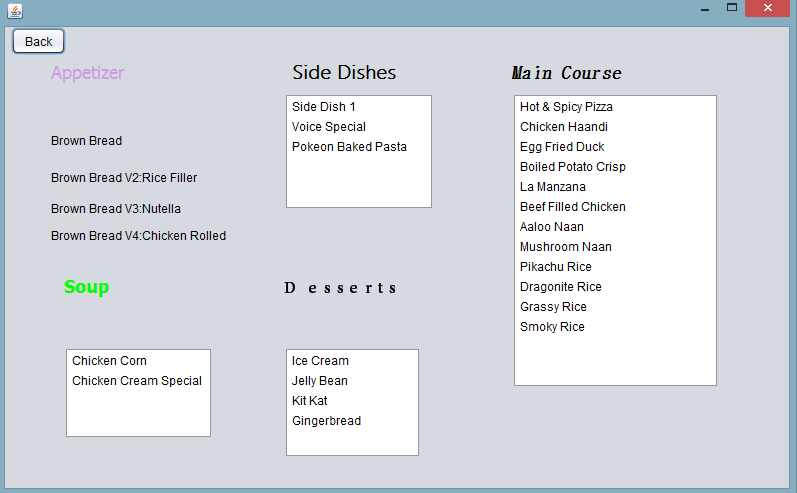 Back
Appetizer
Brown Bread
Brown Bread V2:Rice Filler
Brown Bread V3:Nutella
Brown Bread V4:Chicken Rolled
Side Dishes
Side Dish 1
Voice Special
Pokeon Baked Pasta
Main Course
Hot & Spicy Pizza
Chicken Haandi
Egg Fried Duck
Boiled Potato Crisp
La Manzana
Beef Filled Chicken
Aaloo Naan
Mushroom Naan
Pikachu Rice
Dragonite Rice
Grassy Rice
Smoky Rice
Soup
Chicken Corn
Chicken Cream Special
Desserts
Ice Cream
Jelly Bean
Kit Kat
Gingerbread